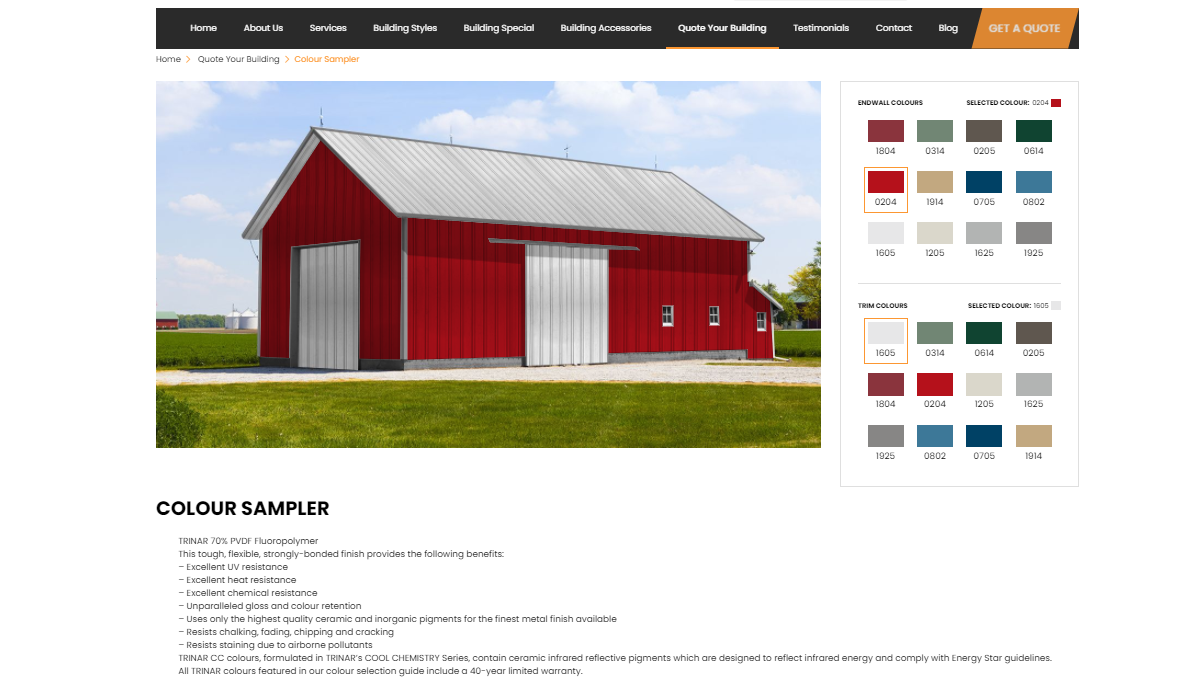 Home About Us Services Building Styles Building Special Building Accessories Quote Your Building Testimonials Contact Blog GET A QUOTE
Home > Quote Your Building > Colour Sampler
ENDWALL COLOURS SELECTED COLOUR: 0204
1804 0314 0205 0614
0204 1914 0705 0802
1605 1205 1625 1925
TRIM COLOURS SELECTED COLOUR: 1605
1605 0314 0614 0205
1804 0204 1205 1625
1925 0802 0705 1914
COLOUR SAMPLER
TRINAR 70% PVDF Fluoropolymer
This tough, flexible, strongly-bonded finish provides the following benefits:
– Excellent UV resistance
– Excellent heat resistance
– Excellent chemical resistance
– Unparalleled gloss and colour retention
– Uses only the highest quality ceramic and inorganic pigments for the finest metal finish available
– Resists chalking, fading, chipping and cracking
– Resists staining due to airborne pollutants
TRINAR CC colours, formulated in TRINAR's COOL CHEMISTRY Series, contain ceramic infrared reflective pigments which are designed to reflect infrared energy and comply with Energy Star guidelines.
All TRINAR colours featured in our colour selection guide include a 40-year limited warranty.